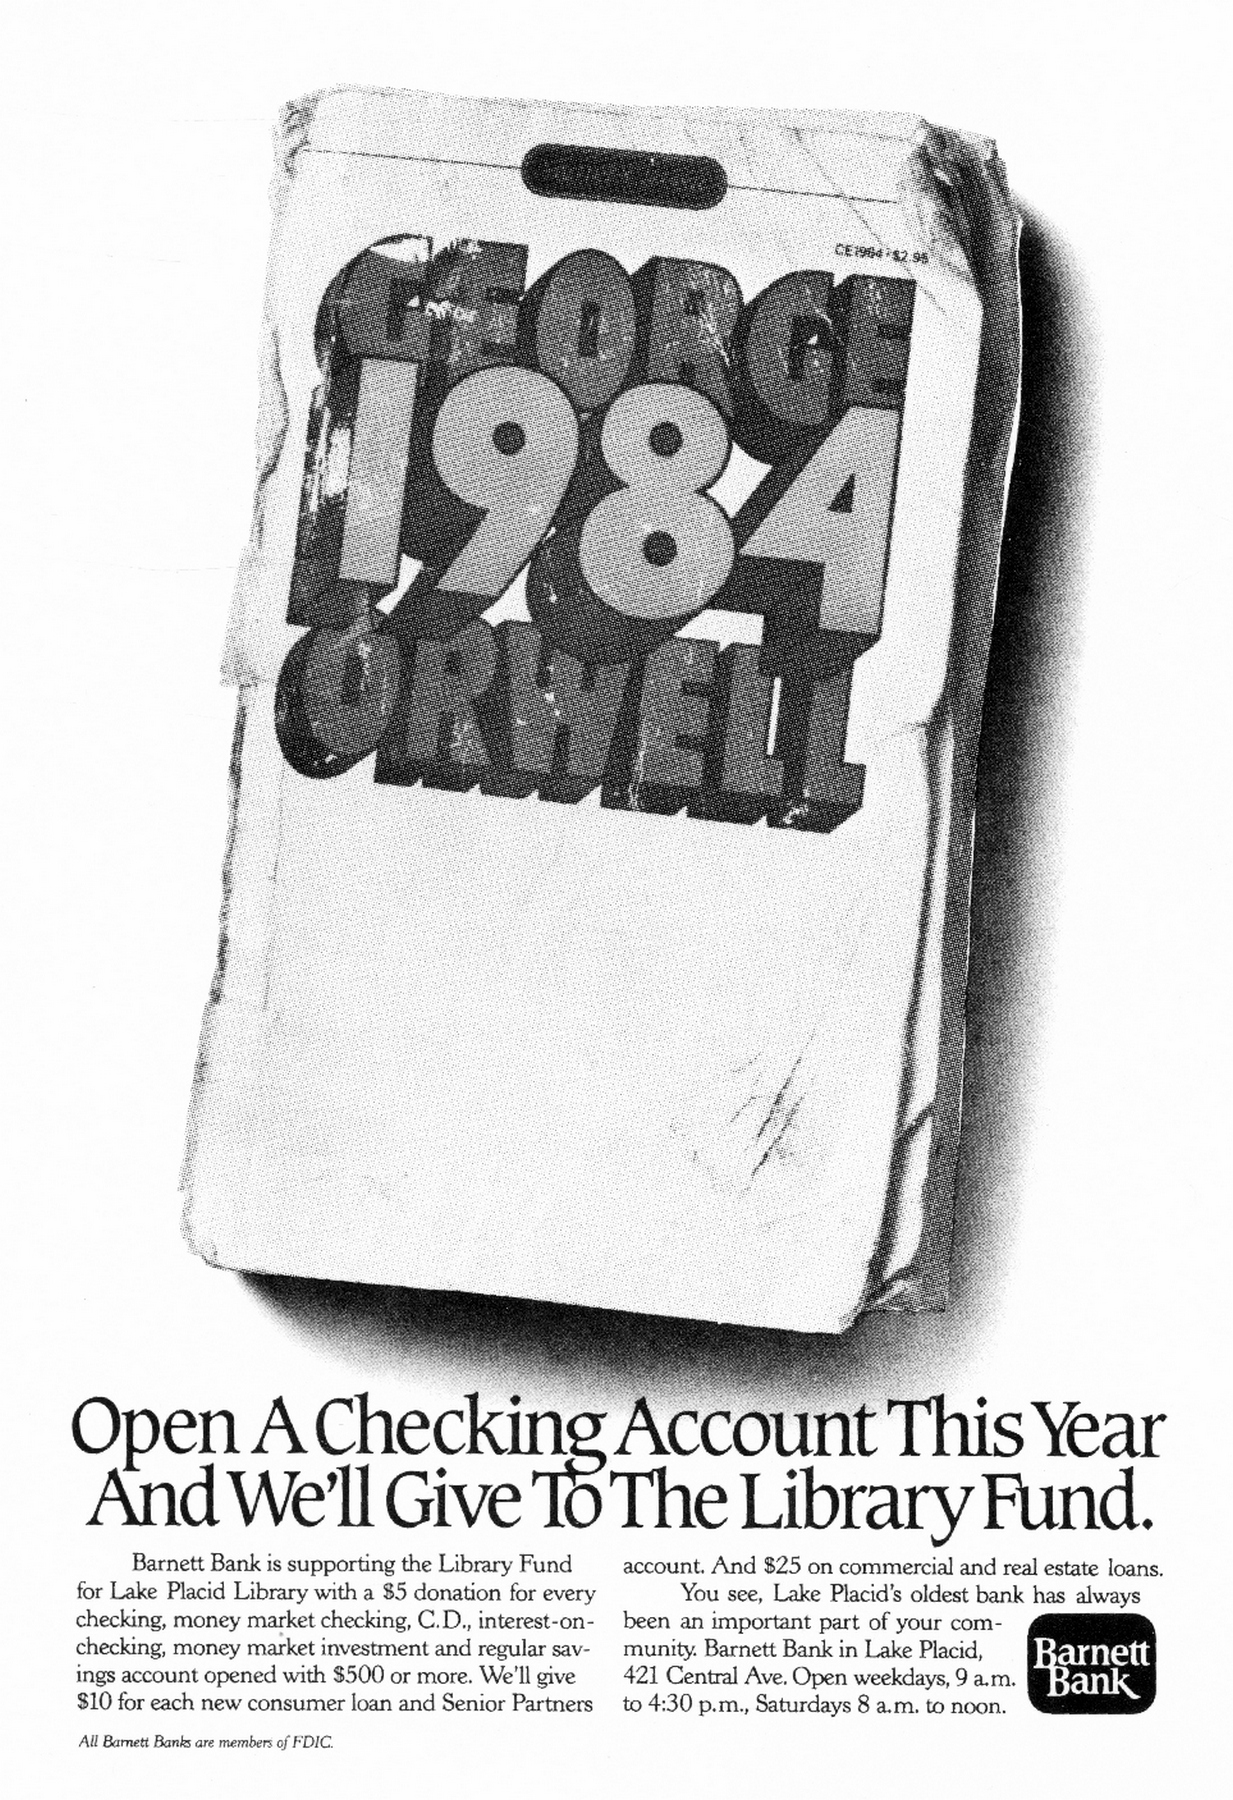 CE1984 · $2.95
GEORGE
1984
ORWELL
Open A Checking Account This Year
And We'll Give To The Library Fund.
Barnett Bank is supporting the Library Fund
for Lake Placid Library with a $5 donation for every
checking, money market checking, C.D., interest-on-
checking, money market investment and regular sav-
ings account opened with $500 or more. We'll give
$10 for each new consumer loan and Senior Partners
account. And $25 on commercial and real estate loans.
You see, Lake Placid's oldest bank has always
been an important part of your com-
munity. Barnett Bank in Lake Placid,
421 Central Ave. Open weekdays, 9 a.m.
to 4:30 p.m., Saturdays 8 a.m. to noon.
Barnett
Bank
All Barnett Banks are members of FDIC.